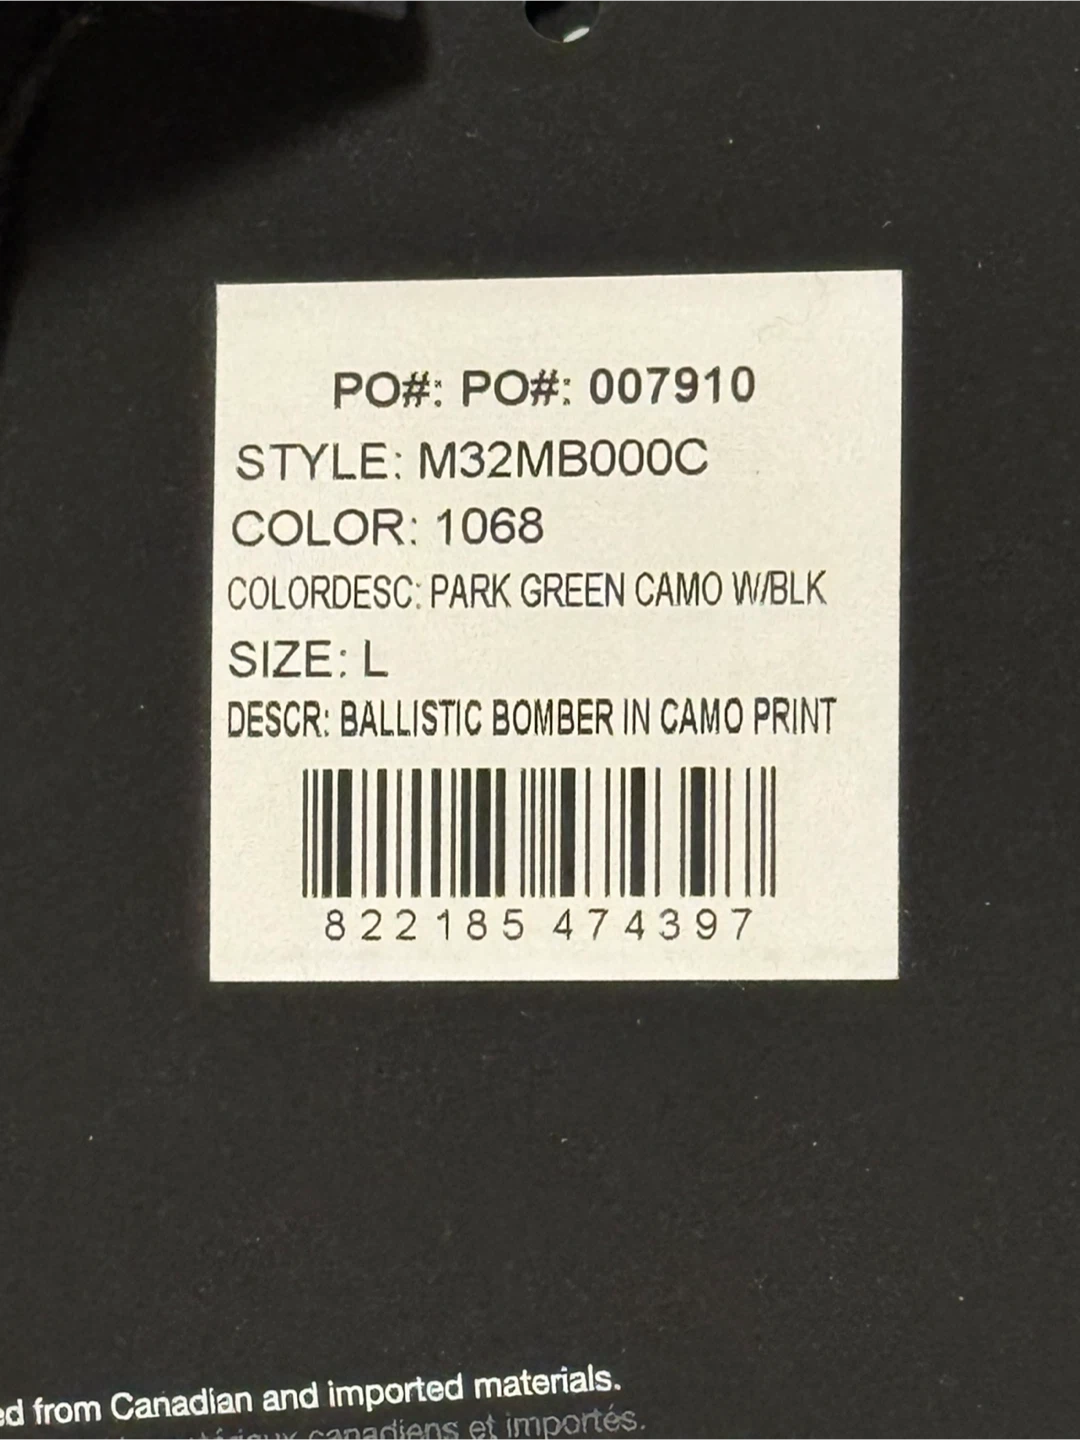 PO#: PO#: 007910
STYLE: M32MB000C
COLOR: 1068
COLORDESC: PARK GREEN CAMO W/BLK
SIZE: L
DESCR: BALLISTIC BOMBER IN CAMO PRINT
822185 474397
from Canadian and imported materials.
canadiens et importés.